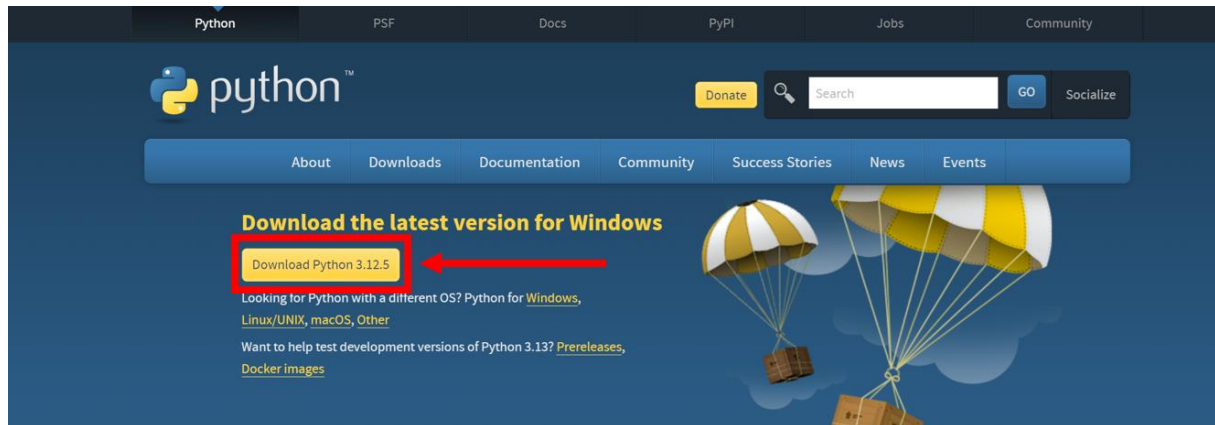 Python PSF Docs PyPI Jobs Community
python™
Donate Search GO Socialize
About Downloads Documentation Community Success Stories News Events
Download the latest version for Windows
Download Python 3.12.5
Looking for Python with a different OS? Python for Windows,
Linux/UNIX, macOS, Other
Want to help test development versions of Python 3.13? Prereleases,
Docker images